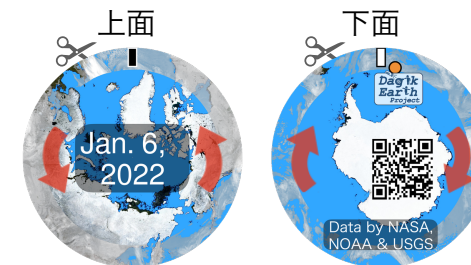 上面
下面
Jan. 6,
2022
Dagik
Earth
Project
Data by NASA,
NOAA & USGS